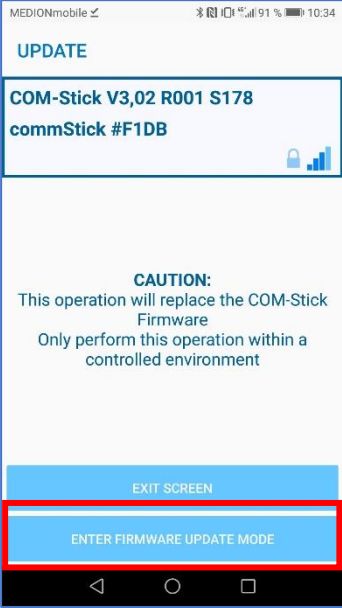 MEDIONmobile 91 % 10:34
UPDATE
COM-Stick V3,02 R001 S178
commStick #F1DB
CAUTION:
This operation will replace the COM-Stick
Firmware
Only perform this operation within a
controlled environment
EXIT SCREEN
ENTER FIRMWARE UPDATE MODE